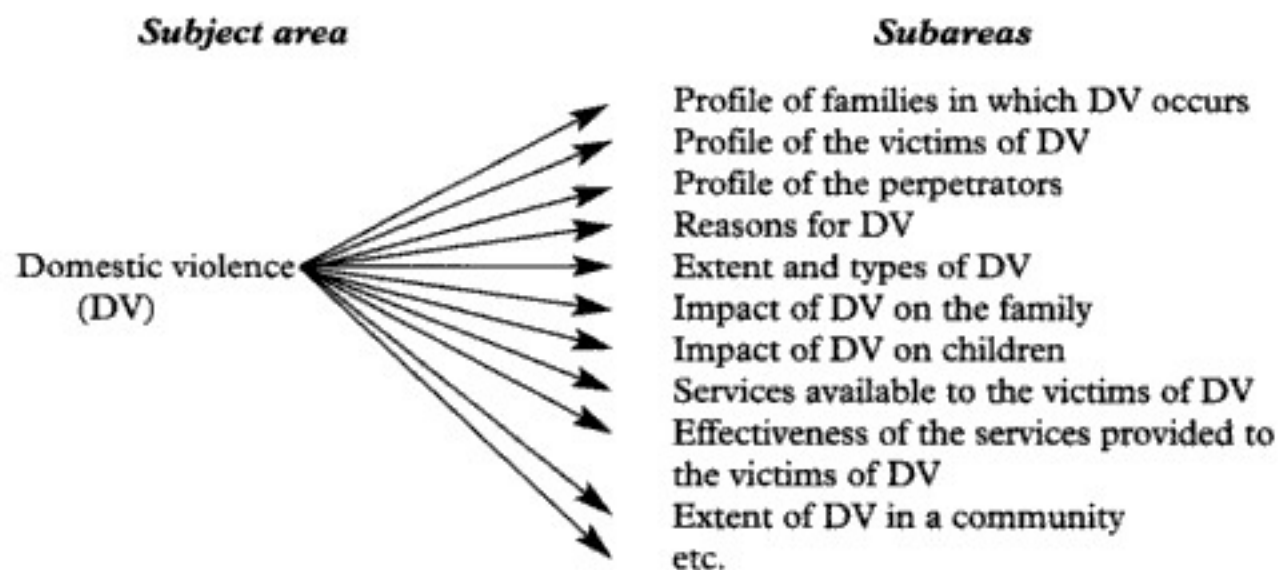 Subject area
Subareas
Profile of families in which DV occurs
Profile of the victims of DV
Profile of the perpetrators
Reasons for DV
Domestic violence
(DV)
Extent and types of DV
Impact of DV on the family
Impact of DV on children
Services available to the victims of DV
Effectiveness of the services provided to
the victims of DV
Extent of DV in a community
etc.